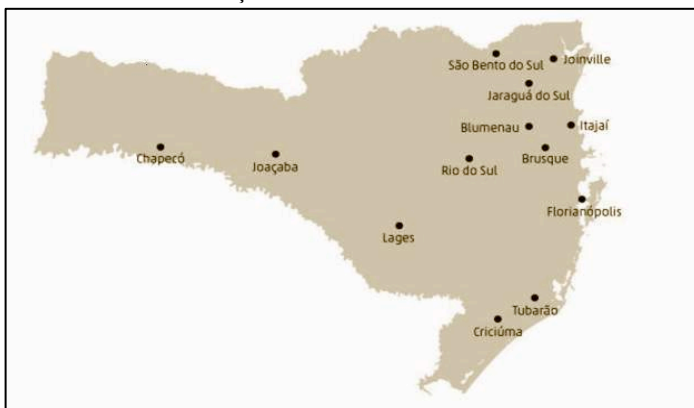 São Bento do Sul
Joinville
Jaraguá do Sul
Blumenau
Itajaí
Chapecó
Joaçaba
Rio do Sul
Brusque
Florianópolis
Lages
Tubarão
Criciúma